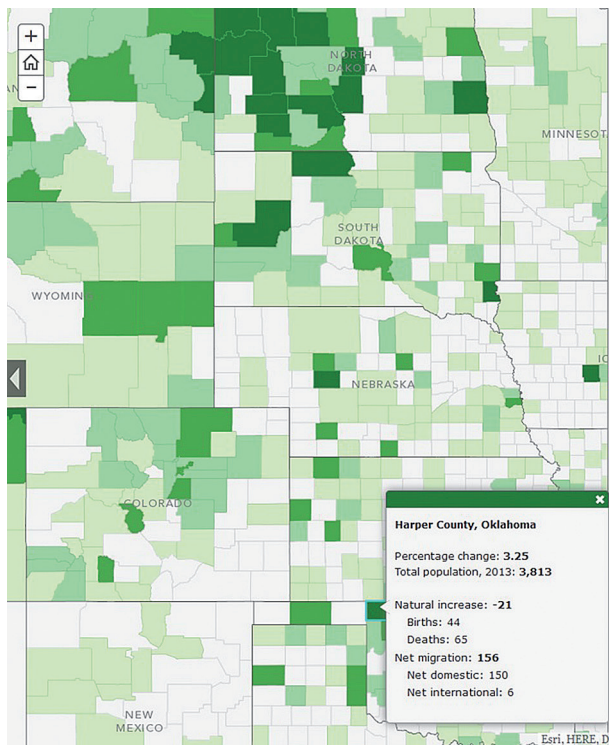 +
−
NORTH
DAKOTA
MINNESOT
SOUTH
DAKOTA
WYOMING
IO
NEBRASKA
COLORADO
Harper County, Oklahoma
Percentage change: 3.25
Total population, 2013: 3,813
Natural increase: -21
Births: 44
Deaths: 65
Net migration: 156
Net domestic: 150
Net international: 6
NEW
MEXICO
Esri, HERE, D